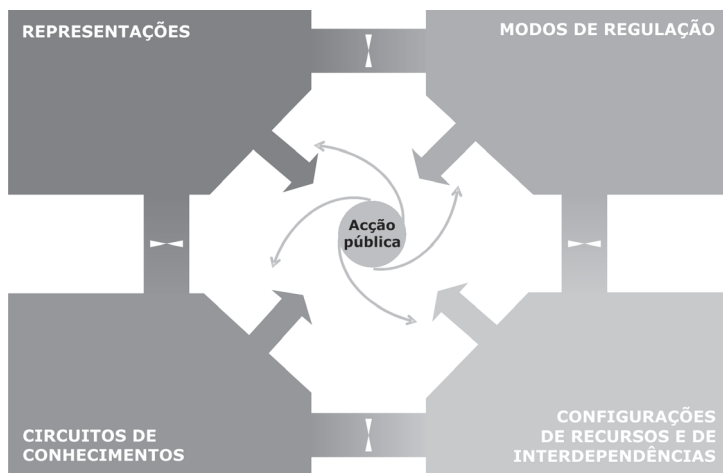 REPRESENTAÇÕES
MODOS DE REGULAÇÃO
Acção
pública
CIRCUITOS DE
CONHECIMENTOS
CONFIGURAÇÕES
DE RECURSOS E DE
INTERDEPENDÊNCIAS